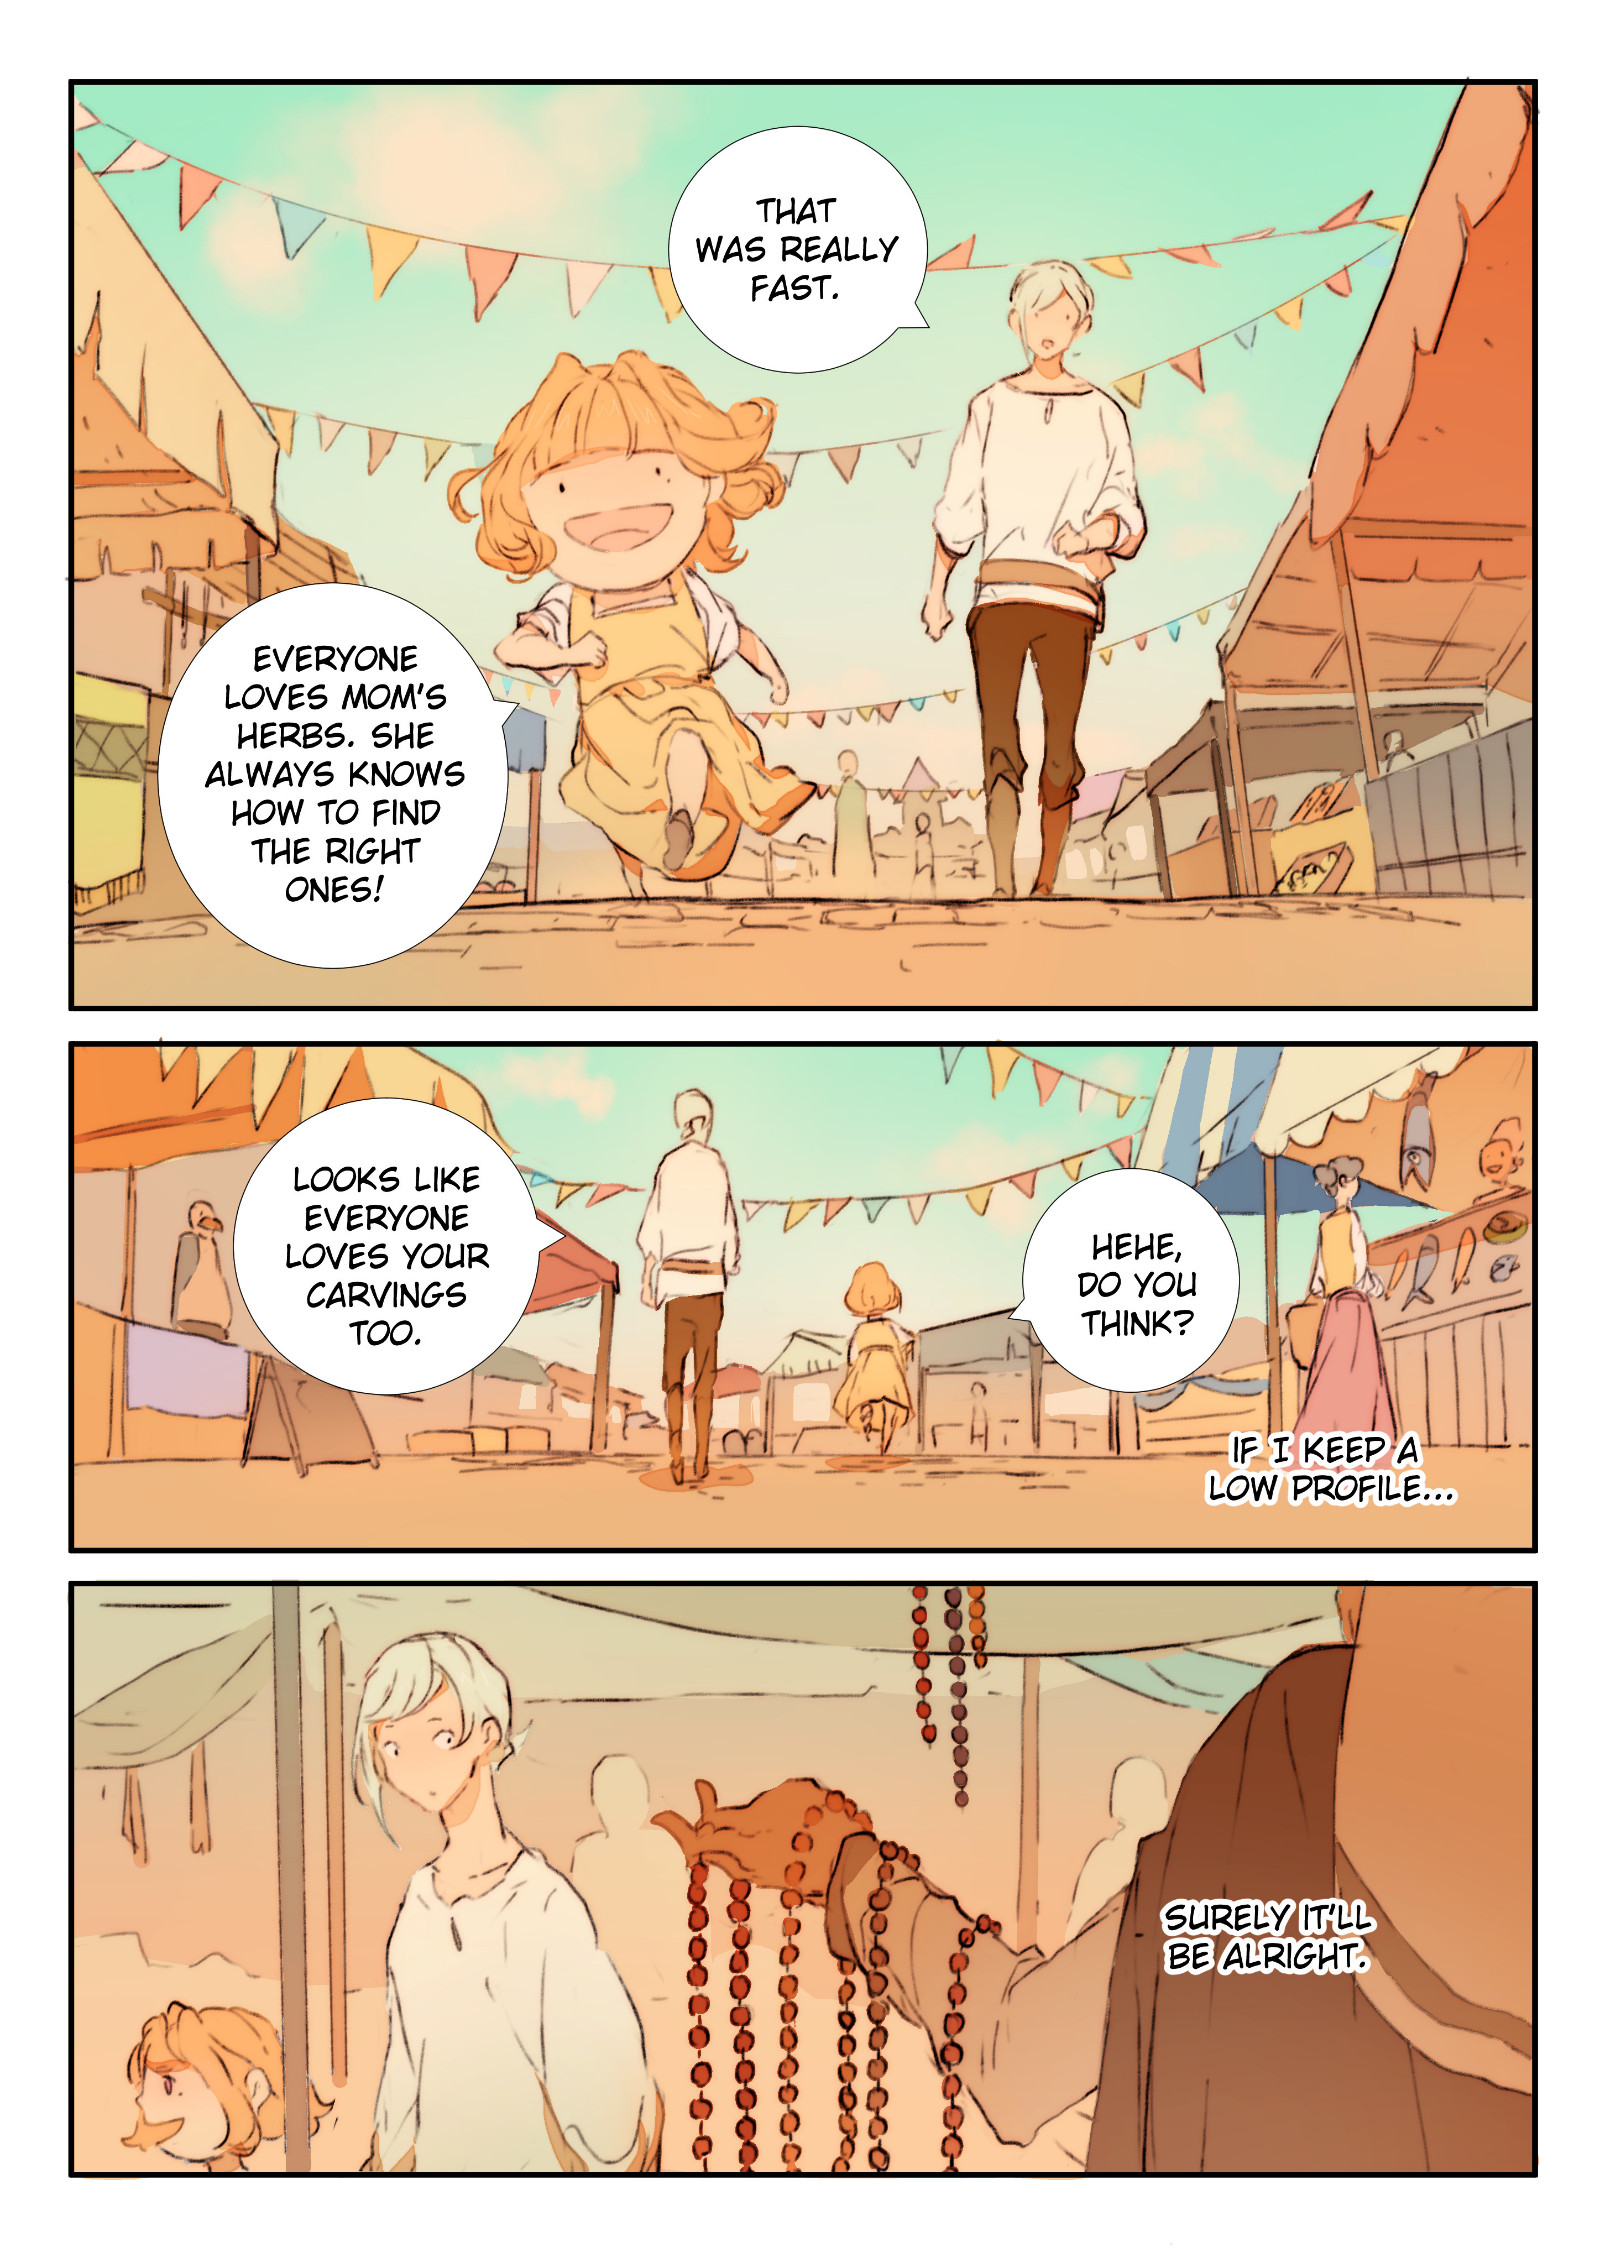 THAT
WAS REALLY
FAST.
EVERYONE
LOVES MOM'S
HERBS. SHE
ALWAYS KNOWS
HOW TO FIND
THE RIGHT
ONES!
LOOKS LIKE
EVERYONE
LOVES YOUR
CARVINGS
TOO.
HEHE,
DO YOU
THINK?
IF I KEEP A
LOW PROFILE...
SURELY IT'LL
BE ALRIGHT.